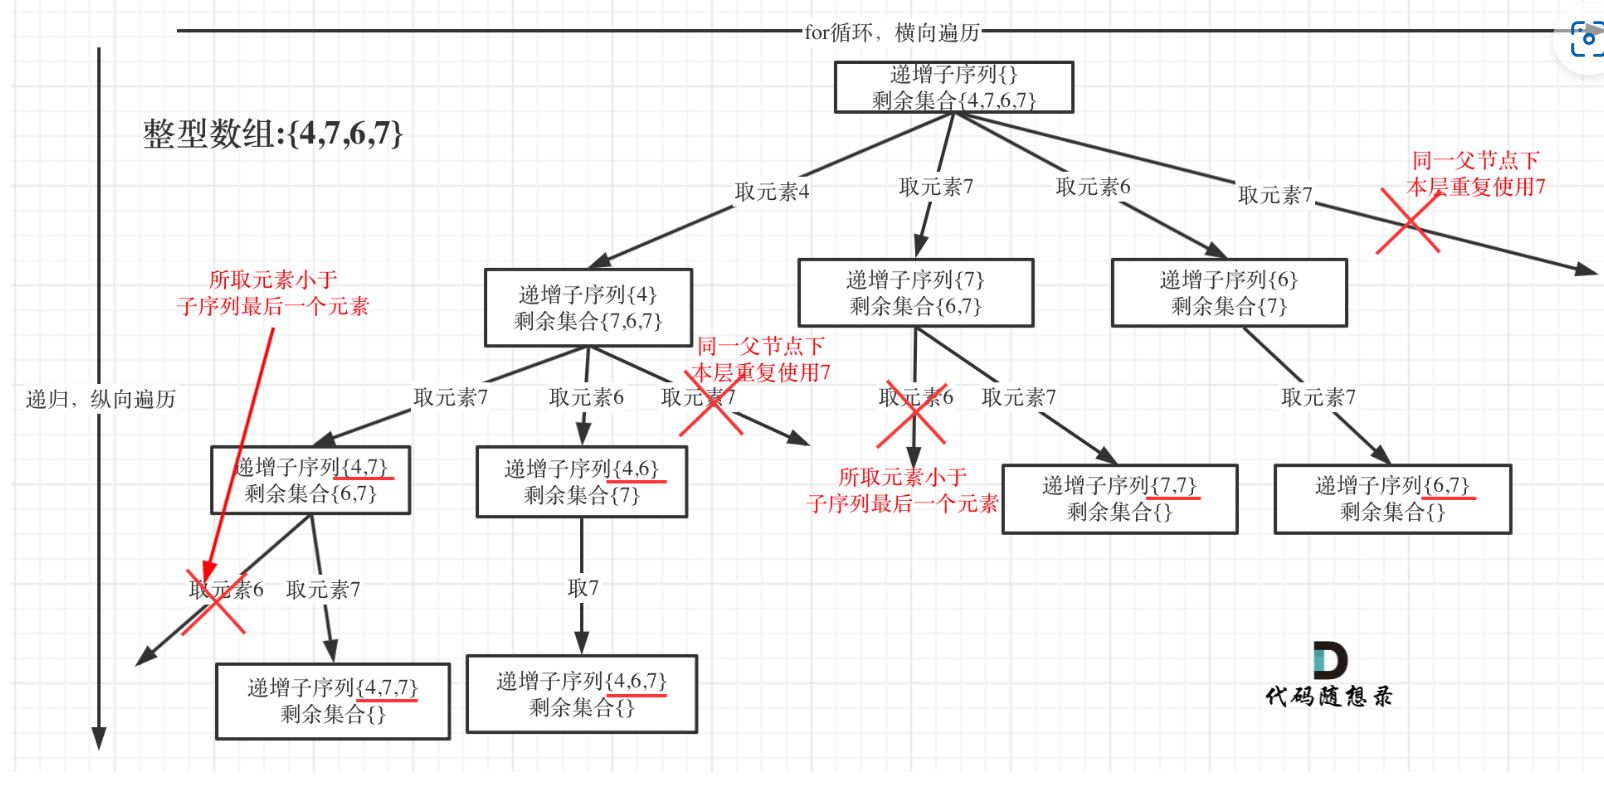 for循环，横向遍历
递增子序列{}
剩余集合{4,7,6,7}
整型数组:{4,7,6,7}
同一父节点下
本层重复使用7
取元素4
取元素7
取元素6
取元素7
所取元素小于
子序列最后一个元素
递增子序列{4}
剩余集合{7,6,7}
递增子序列{7}
剩余集合{6,7}
递增子序列{6}
剩余集合{7}
同一父节点下
本层重复使用7
递归，纵向遍历
取元素7
取元素6
取元素7
取元素6
取元素7
取元素7
递增子序列{4,7}
剩余集合{6,7}
递增子序列{4,6}
剩余集合{7}
所取元素小于
子序列最后一个元素
递增子序列{7,7}
剩余集合{}
递增子序列{6,7}
剩余集合{}
取元素6
取元素7
取7
递增子序列{4,7,7}
剩余集合{}
递增子序列{4,6,7}
剩余集合{}
代码随想录